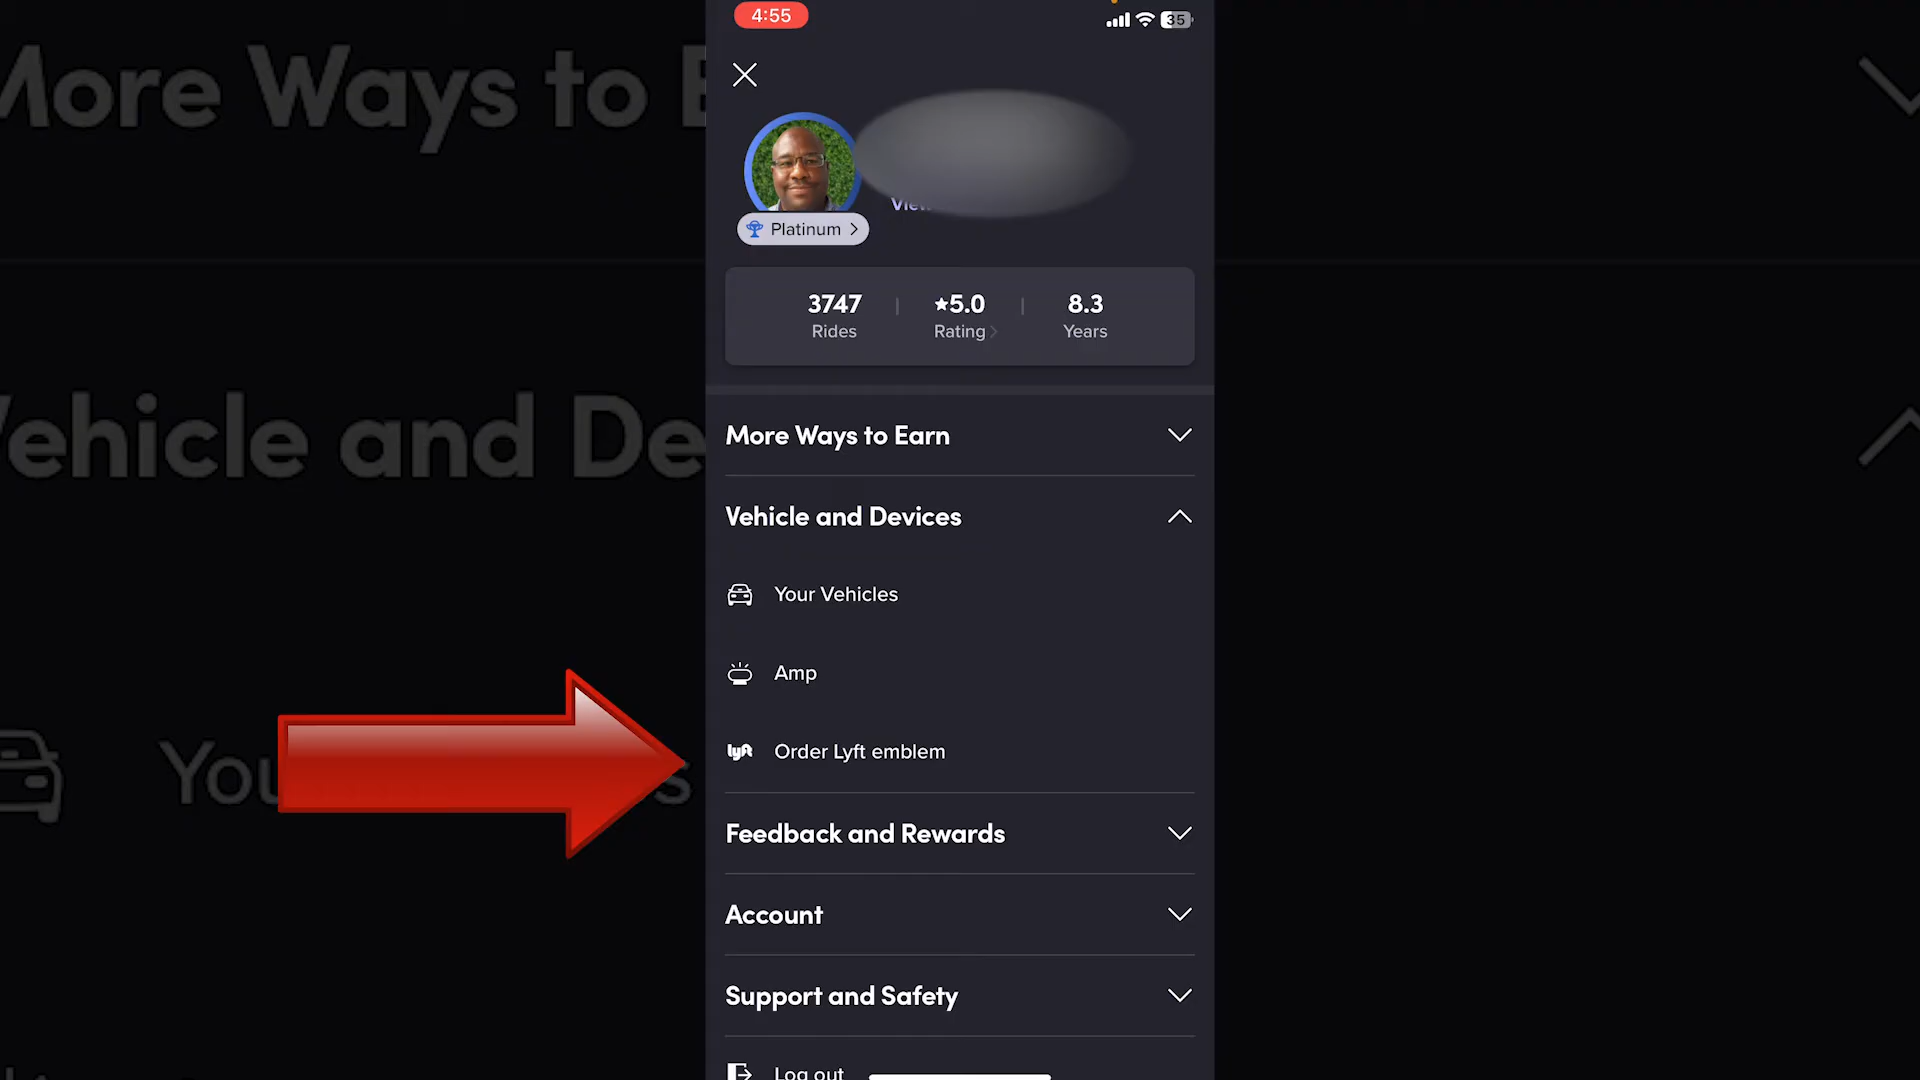 4:55
35
More Ways to E
View
Platinum
3747
5.0
8.3
Rides
Rating
Years
More Ways to Earn
Vehicle and De
Vehicle and Devices
Your Vehicles
Amp
You
s
lyft
Order Lyft emblem
Feedback and Rewards
Account
Support and Safety
Log out